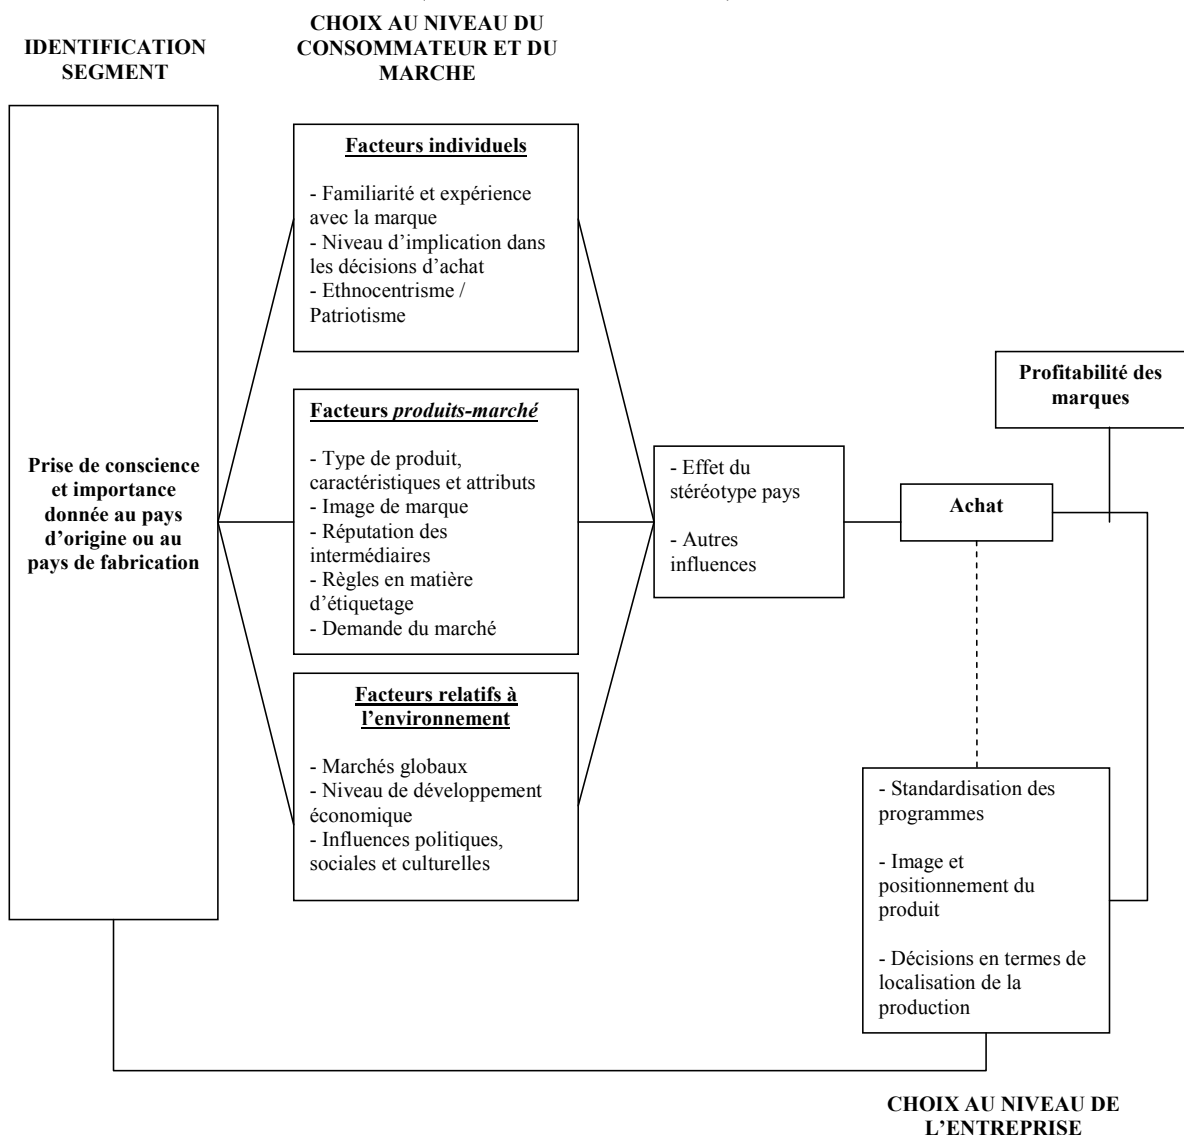 IDENTIFICATION
SEGMENT
CHOIX AU NIVEAU DU
CONSOMMATEUR ET DU
MARCHE
Prise de conscience
et importance
donnée au pays
d’origine ou au
pays de fabrication
Facteurs individuels
- Familiarité et expérience
avec la marque
- Niveau d’implication dans
les décisions d’achat
- Ethnocentrisme /
Patriotisme
Facteurs produits-marché
- Type de produit,
caractéristiques et attributs
- Image de marque
- Réputation des
intermédiaires
- Règles en matière
d’étiquetage
- Demande du marché
Facteurs relatifs à
l’environnement
- Marchés globaux
- Niveau de développement
économique
- Influences politiques,
sociales et culturelles
- Effet du
stéréotype pays
- Autres
influences
Achat
Profitabilité des
marques
- Standardisation des
programmes
- Image et
positionnement du
produit
- Décisions en termes de
localisation de la
production
CHOIX AU NIVEAU DE
L’ENTREPRISE